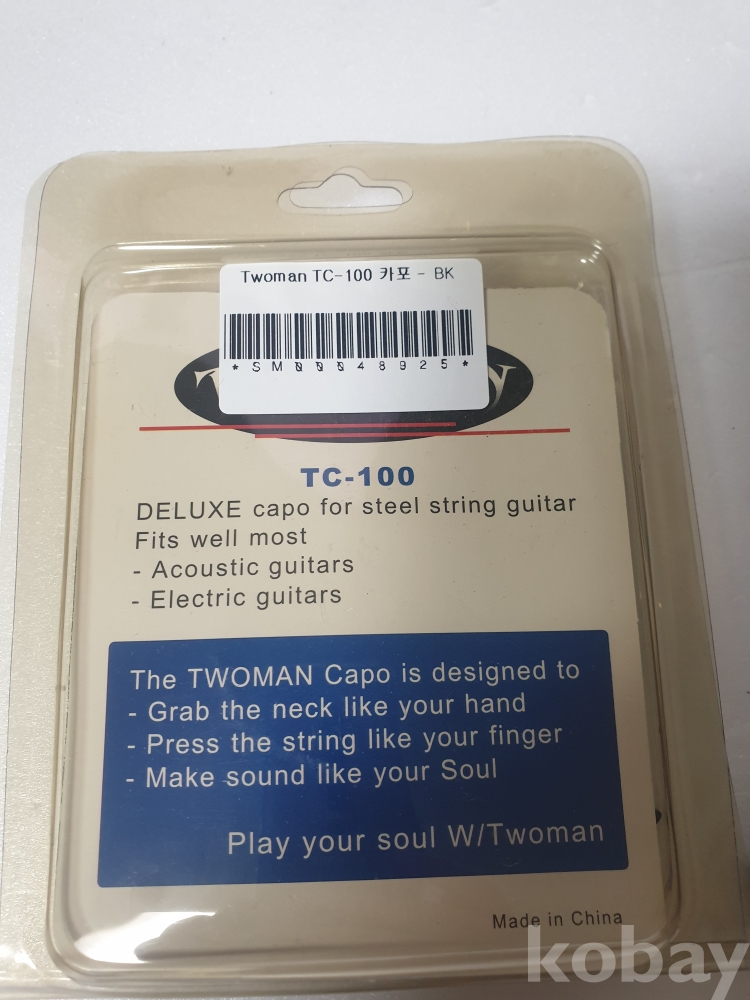 Twoman TC-100 카포 - BK
*SM00048925*
TC-100
DELUXE capo for steel string guitar
Fits well most
- Acoustic guitars
- Electric guitars
The TWOMAN Capo is designed to
- Grab the neck like your hand
- Press the string like your finger
- Make sound like your Soul
Play your soul W/Twoman
Made in China
kobay